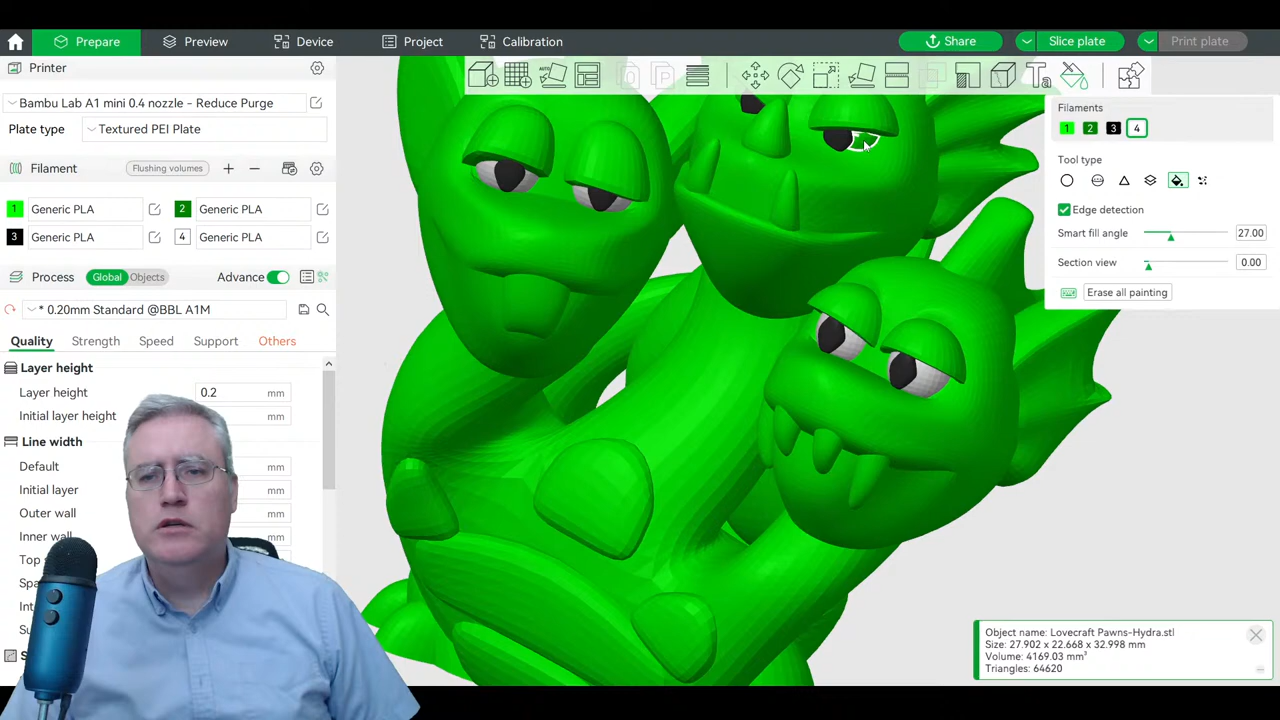 Prepare Preview Device Project Calibration Share Slice plate Print plate
Printer
Bambu Lab A1 mini 0.4 nozzle - Reduce Purge
Plate type Textured PEI Plate
Filament Flushing volumes
1 Generic PLA 2 Generic PLA
3 Generic PLA 4 Generic PLA
Process Global Objects Advance
* 0.20mm Standard @BBL A1M
Quality Strength Speed Support Others
Layer height
Layer height 0.2 mm
Initial layer height mm
Line width
Default mm
Initial layer mm
Outer wall mm
Inner wall mm
Top
Filaments
1 2 3 4
Tool type
Edge detection
Smart fill angle 27.00
Section view 0.00
Erase all painting
Object name: Lovecraft Pawns-Hydra.stl
Size: 27.902 x 22.668 x 32.998 mm
Volume: 4169.03 mm³
Triangles: 64620